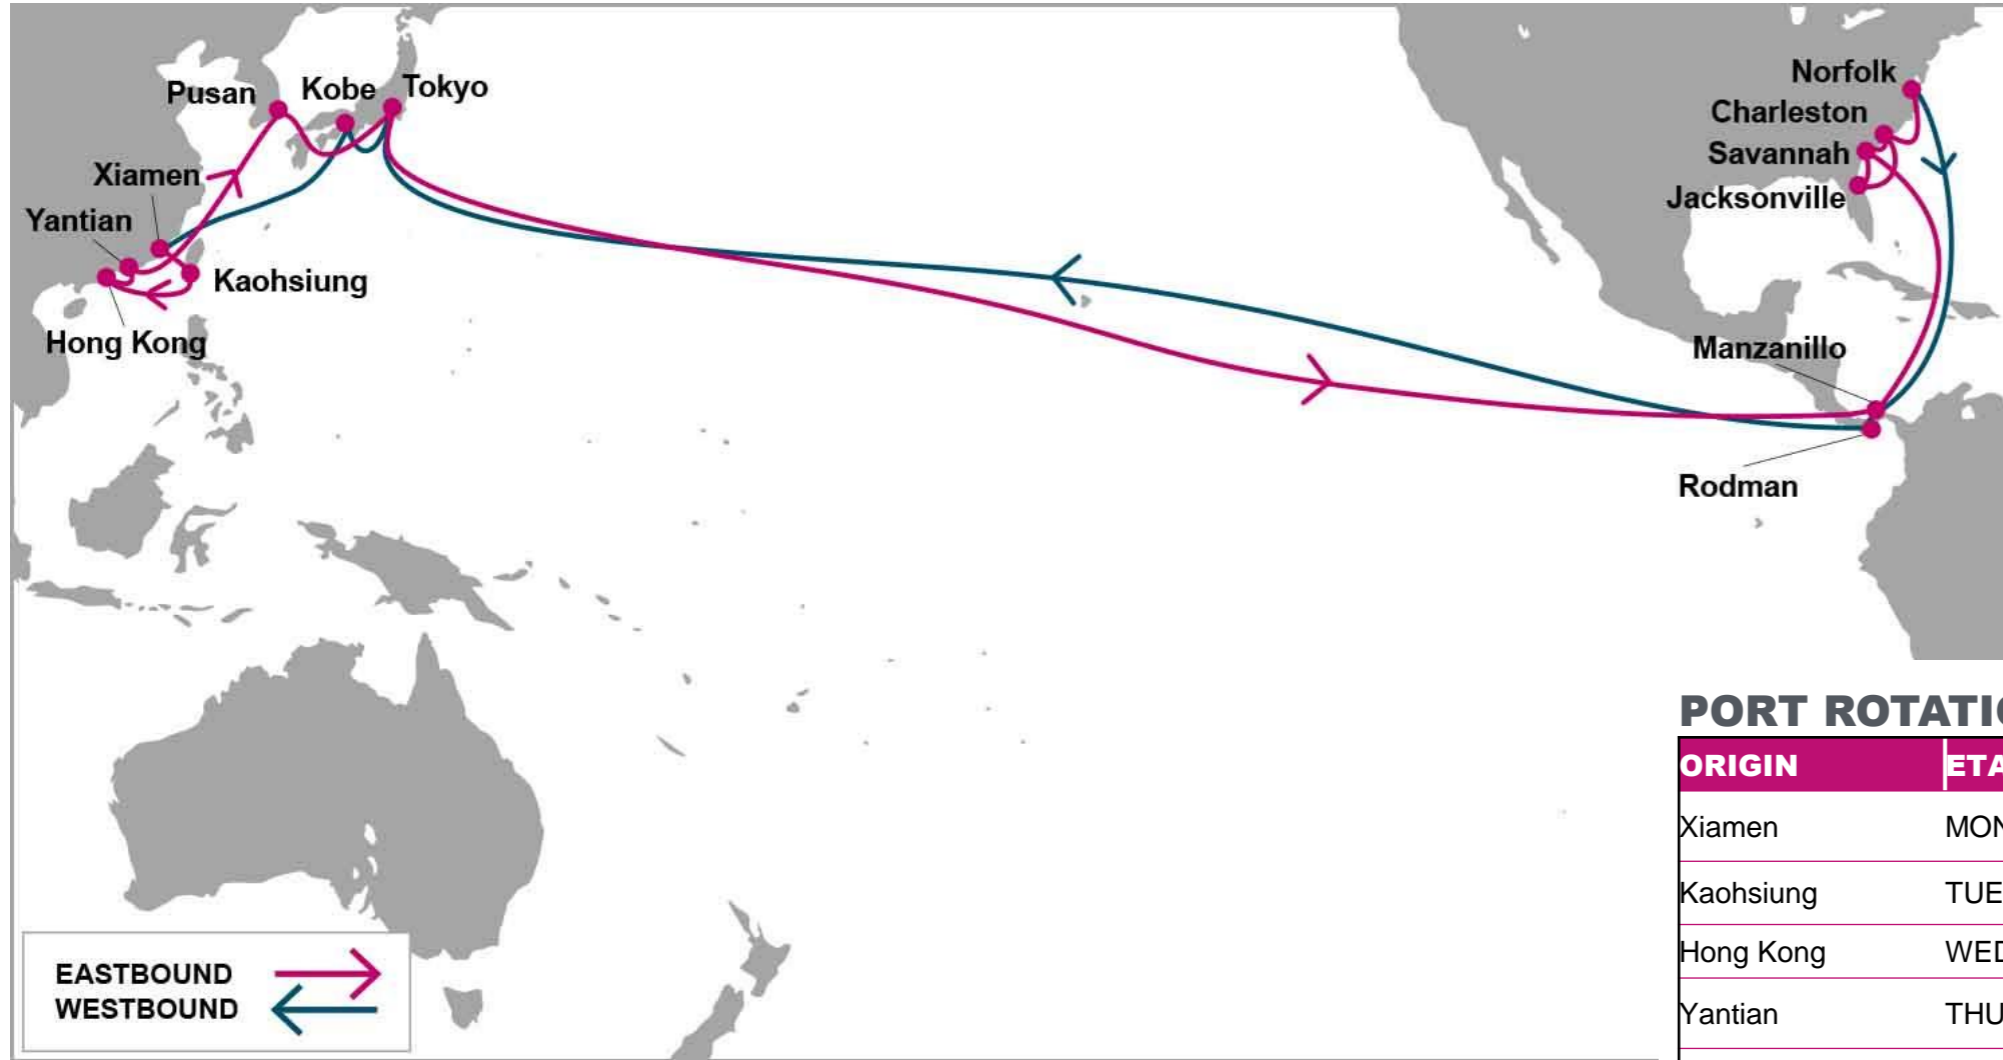 Pusan
Kobe
Tokyo
Xiamen
Yantian
Kaohsiung
Hong Kong
Norfolk
Charleston
Savannah
Jacksonville
Manzanillo
Rodman
EASTBOUND
WESTBOUND
PORT ROTATIO
ORIGIN ETA
Xiamen MON
Kaohsiung TUE
Hong Kong WED
Yantian THU